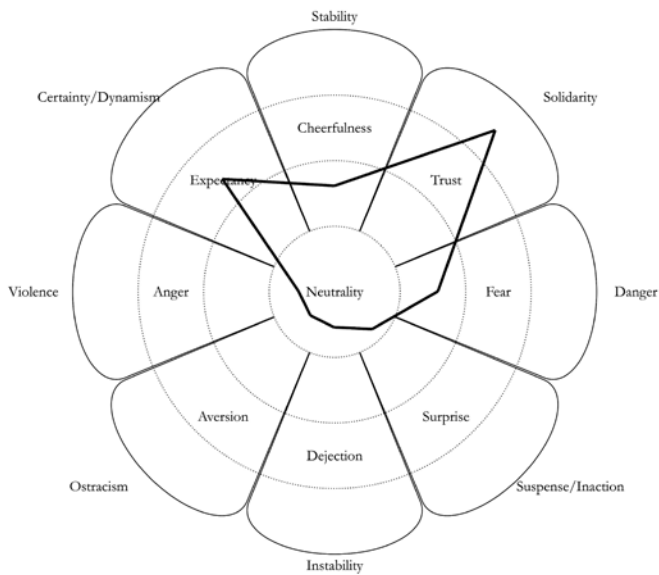 Stability
Certainty/Dynamism
Solidarity
Cheerfulness
Expectancy
Trust
Violence
Anger
Neutrality
Fear
Danger
Aversion
Surprise
Dejection
Ostracism
Suspense/Inaction
Instability